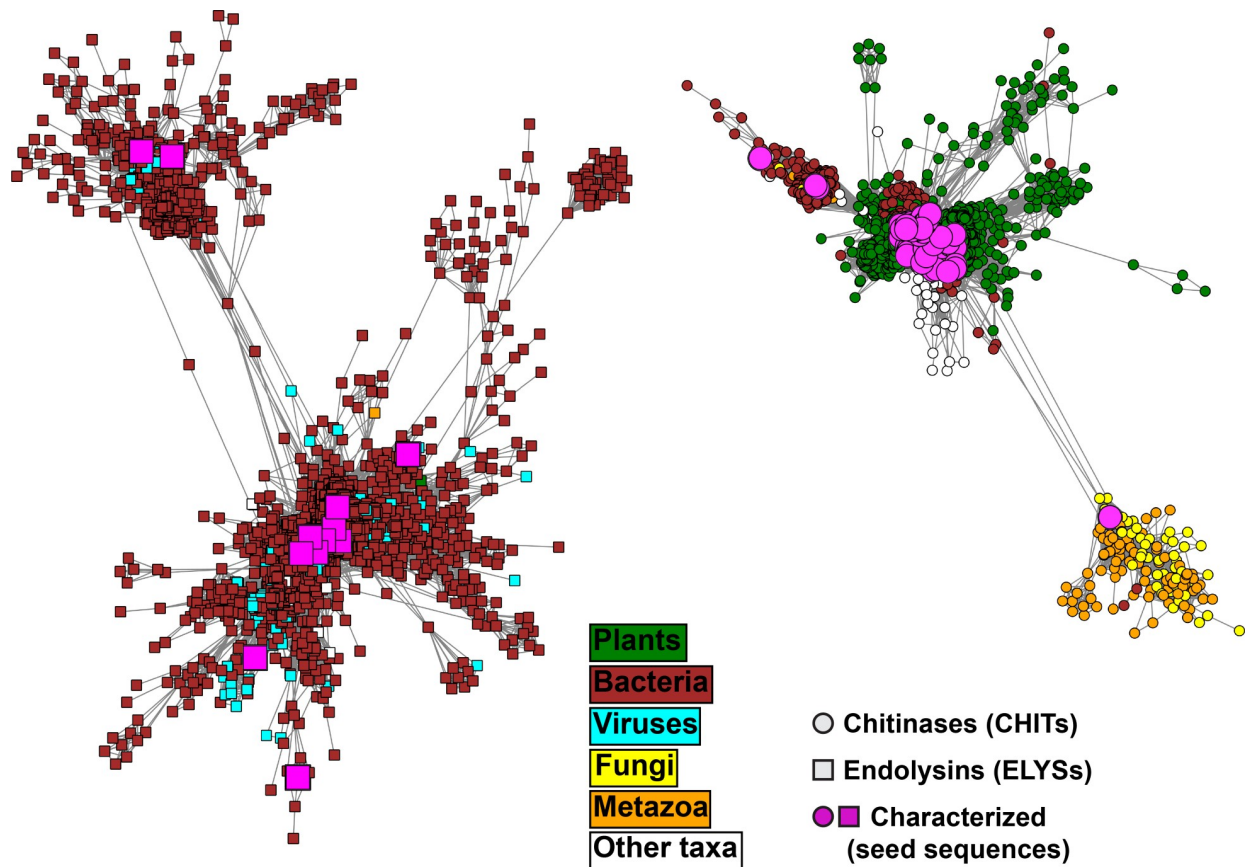 Plants
Bacteria
Viruses
Fungi
Metazoa
Other taxa
Chitinases (CHITs)
Endolysins (ELYSs)
Characterized
(seed sequences)